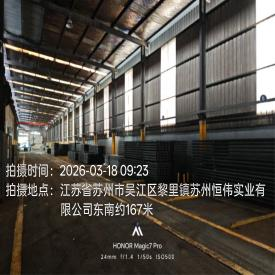 拍摄时间：2026-03-18 09:23
拍摄地点：江苏省苏州市吴江区黎里镇苏州恒伟实业有
限公司东南约167米
HONOR Magic7 Pro
24mm f/1.4 1/50s ISO500